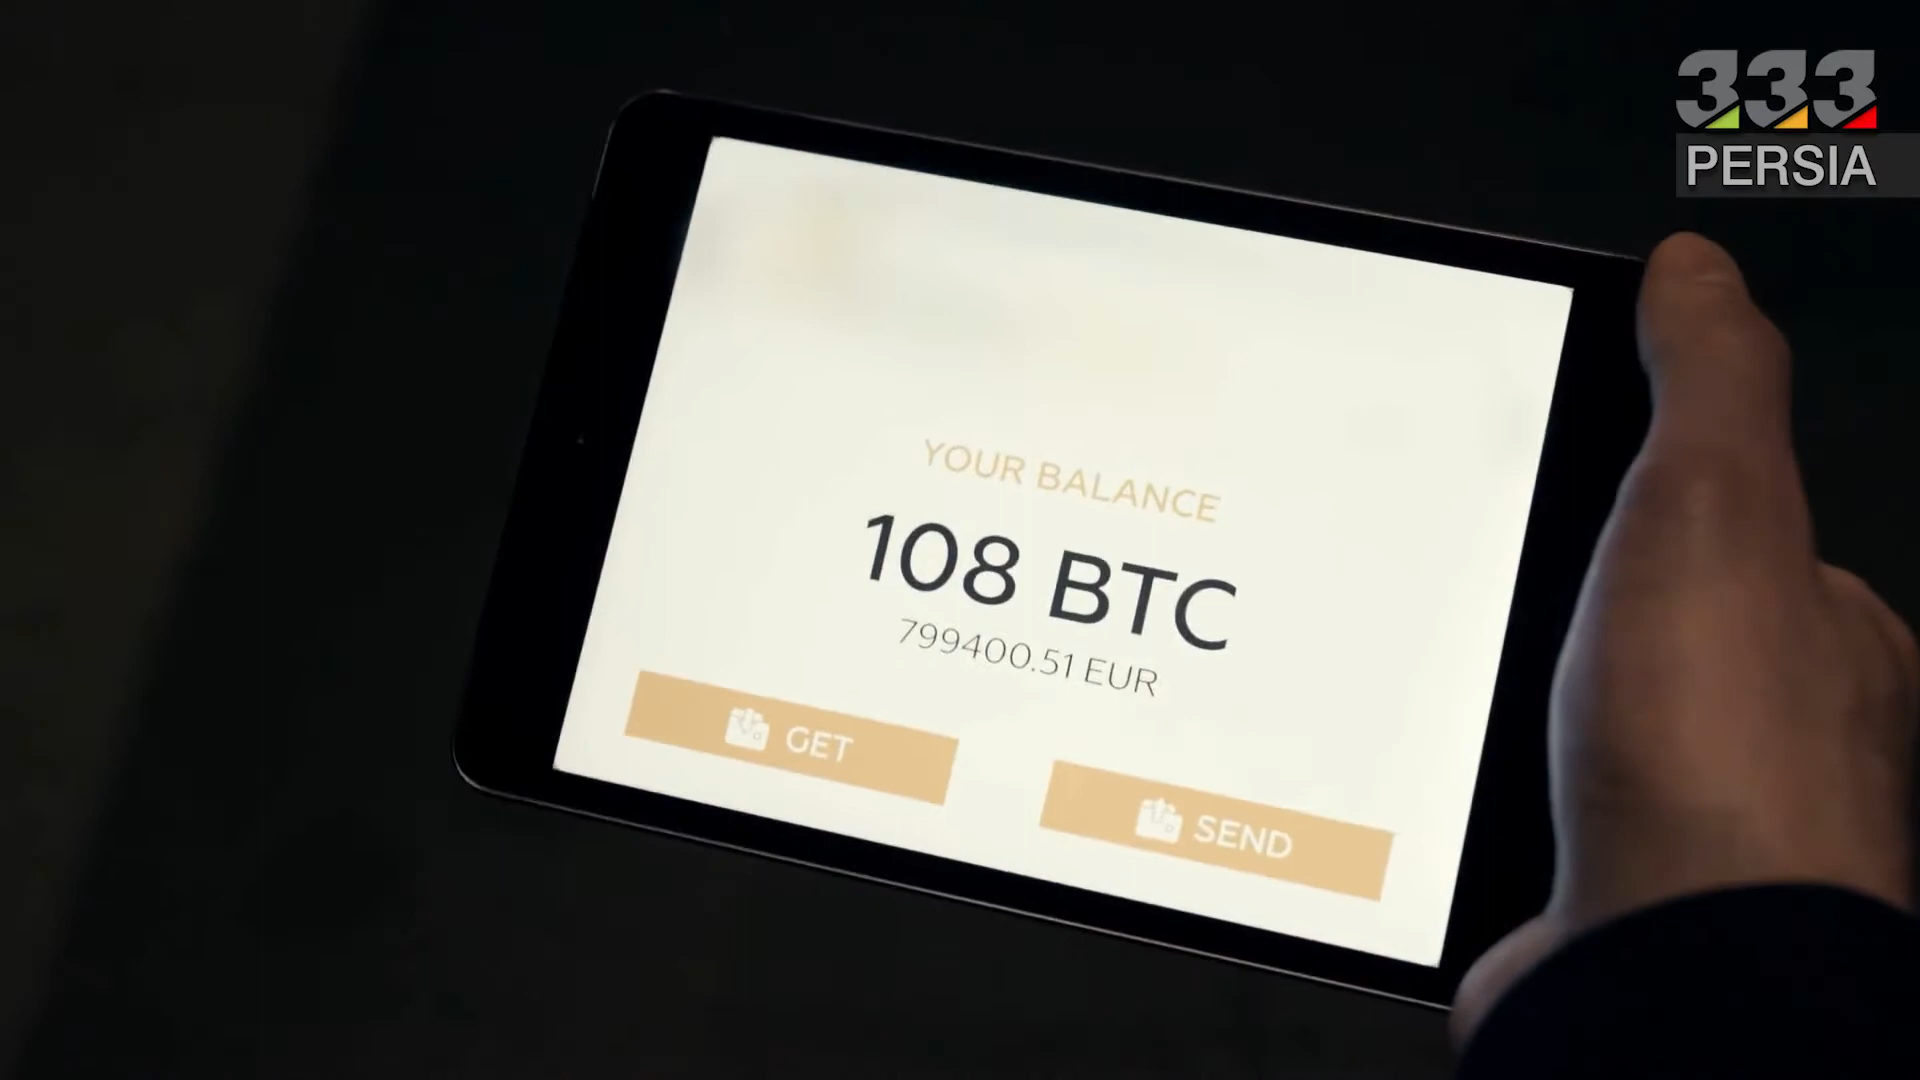 333
PERSIA
YOUR BALANCE
108 BTC
799400.51 EUR
GET
SEND